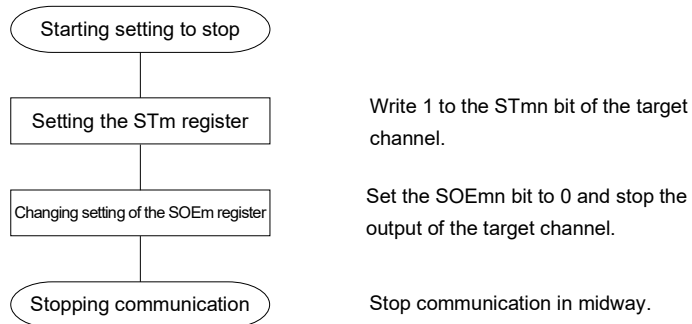 Starting setting to stop
Setting the STm register
Write 1 to the STmn bit of the target
channel.
Changing setting of the SOEm register
Set the SOEmn bit to 0 and stop the
output of the target channel.
Stopping communication
Stop communication in midway.